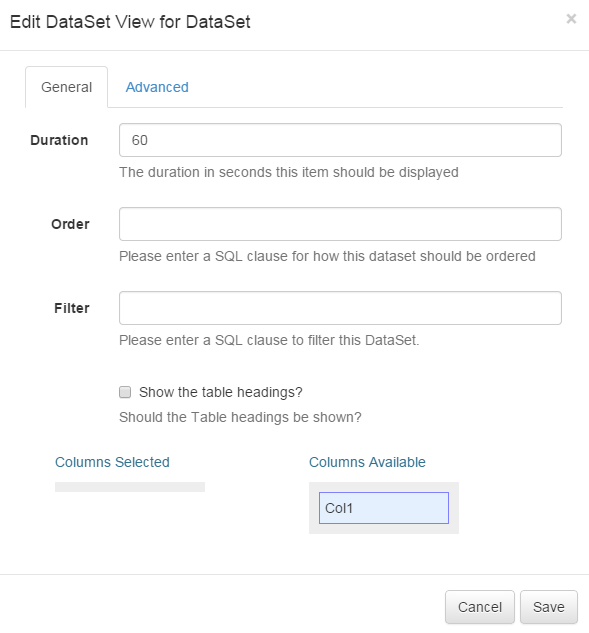 Edit DataSet View for DataSet
×
General Advanced
Duration 60
The duration in seconds this item should be displayed
Order
Please enter a SQL clause for how this dataset should be ordered
Filter
Please enter a SQL clause to filter this DataSet.
Show the table headings?
Should the Table headings be shown?
Columns Selected Columns Available
Col1
Cancel Save